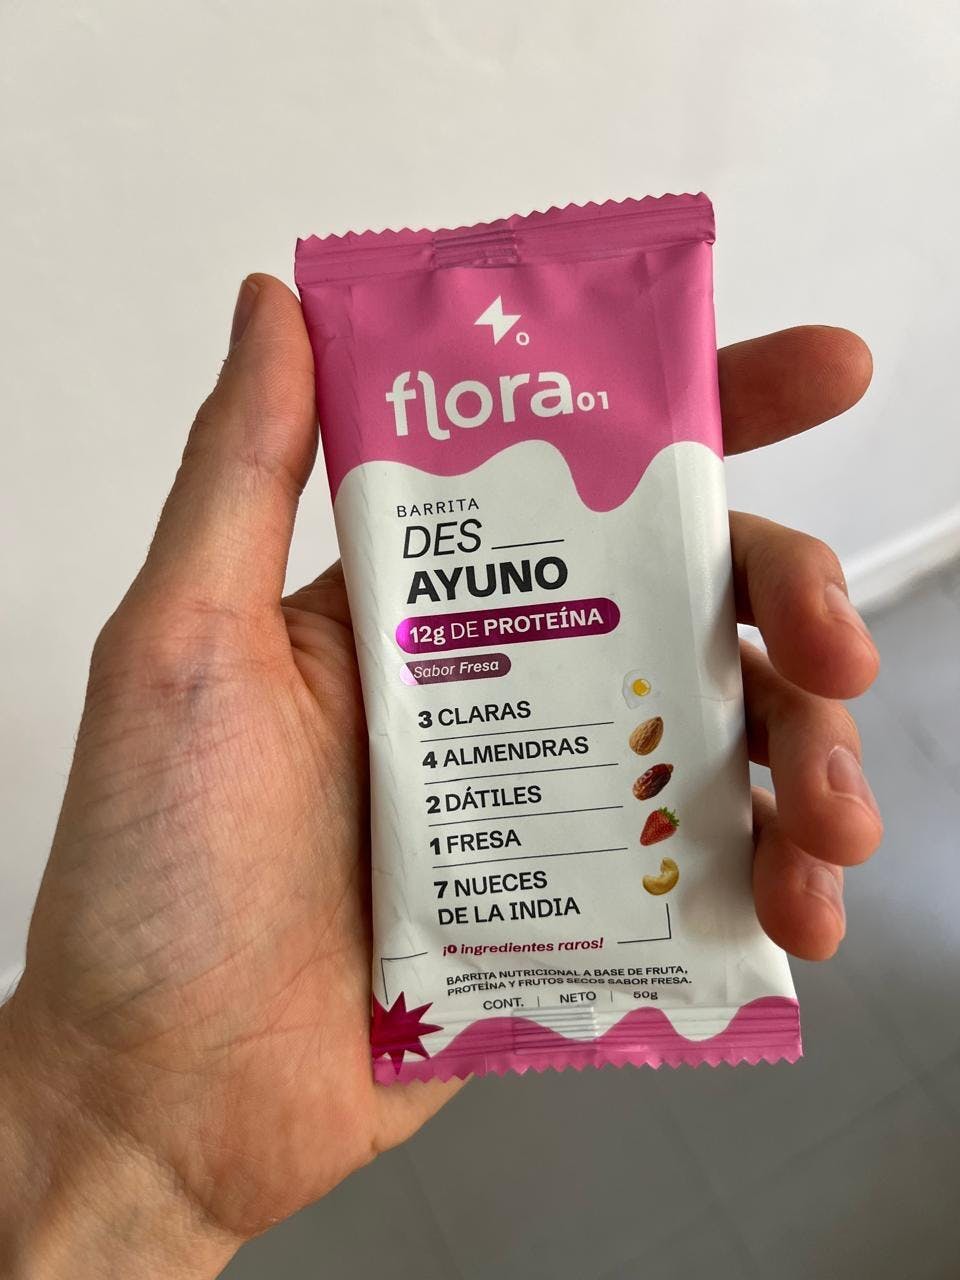 0
flora01
BARRITA
DES
AYUNO
12g DE PROTEÍNA
Sabor Fresa
3 CLARAS
4 ALMENDRAS
2 DÁTILES
1 FRESA
7 NUECES
DE LA INDIA
¡0 ingredientes raros!
BARRITA NUTRICIONAL A BASE DE FRUTA,
PROTEÍNA Y FRUTOS SECOS SABOR FRESA.
CONT. | NETO | 50g